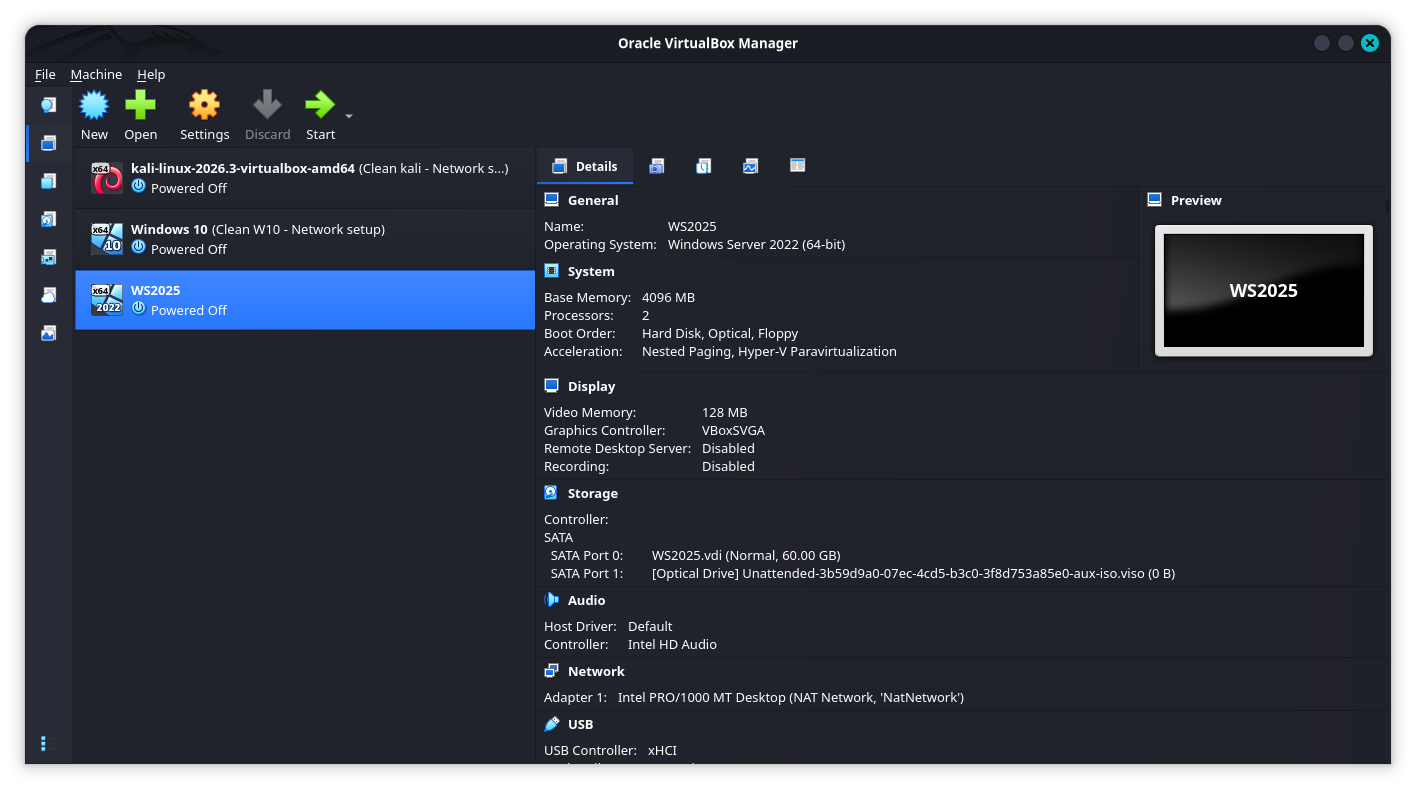 Oracle VirtualBox Manager
File Machine Help
New Open Settings Discard Start
x64 kali-linux-2026.3-virtualbox-amd64 (Clean kali - Network s...)
Powered Off
x64 10 Windows 10 (Clean W10 - Network setup)
Powered Off
x64 2022 WS2025
Powered Off
Details
General
Name: WS2025
Operating System: Windows Server 2022 (64-bit)
System
Base Memory: 4096 MB
Processors: 2
Boot Order: Hard Disk, Optical, Floppy
Acceleration: Nested Paging, Hyper-V Paravirtualization
Preview
WS2025
Display
Video Memory: 128 MB
Graphics Controller: VBoxSVGA
Remote Desktop Server: Disabled
Recording: Disabled
Storage
Controller:
SATA
SATA Port 0: WS2025.vdi (Normal, 60.00 GB)
SATA Port 1: [Optical Drive] Unattended-3b59d9a0-07ec-4cd5-b3c0-3f8d753a85e0-aux-iso.viso (0 B)
Audio
Host Driver: Default
Controller: Intel HD Audio
Network
Adapter 1: Intel PRO/1000 MT Desktop (NAT Network, 'NatNetwork')
USB
USB Controller: xHCI